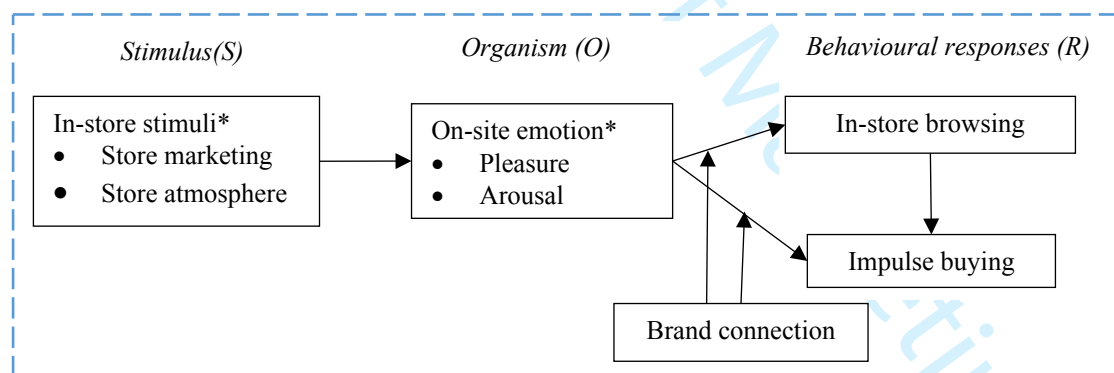 Stimulus(S)
Organism (O)
Behavioural responses (R)
In-store stimuli*
• Store marketing
• Store atmosphere
On-site emotion*
• Pleasure
• Arousal
In-store browsing
Impulse buying
Brand connection